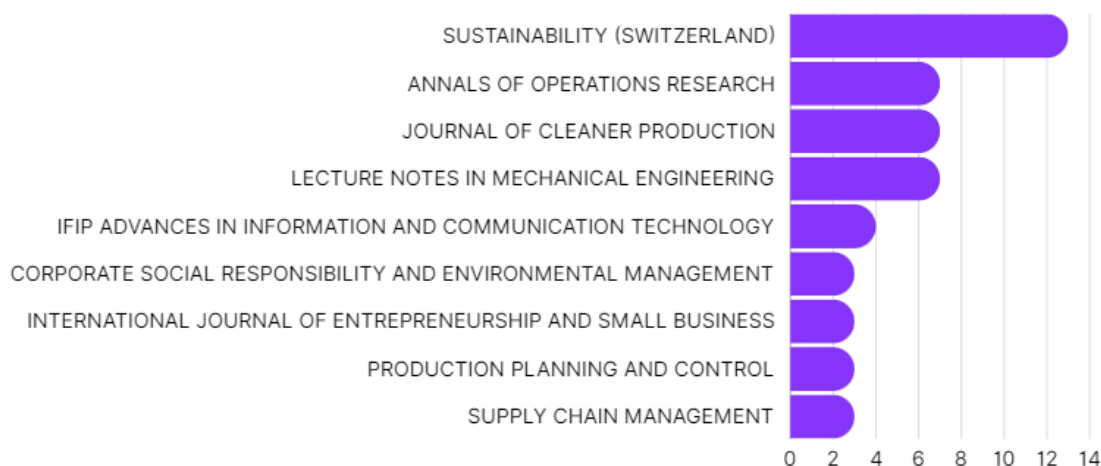 SUSTAINABILITY (SWITZERLAND)
ANNALS OF OPERATIONS RESEARCH
JOURNAL OF CLEANER PRODUCTION
LECTURE NOTES IN MECHANICAL ENGINEERING
IFIP ADVANCES IN INFORMATION AND COMMUNICATION TECHNOLOGY
CORPORATE SOCIAL RESPONSIBILITY AND ENVIRONMENTAL MANAGEMENT
INTERNATIONAL JOURNAL OF ENTREPRENEURSHIP AND SMALL BUSINESS
PRODUCTION PLANNING AND CONTROL
SUPPLY CHAIN MANAGEMENT
0 2 4 6 8 10 12 14